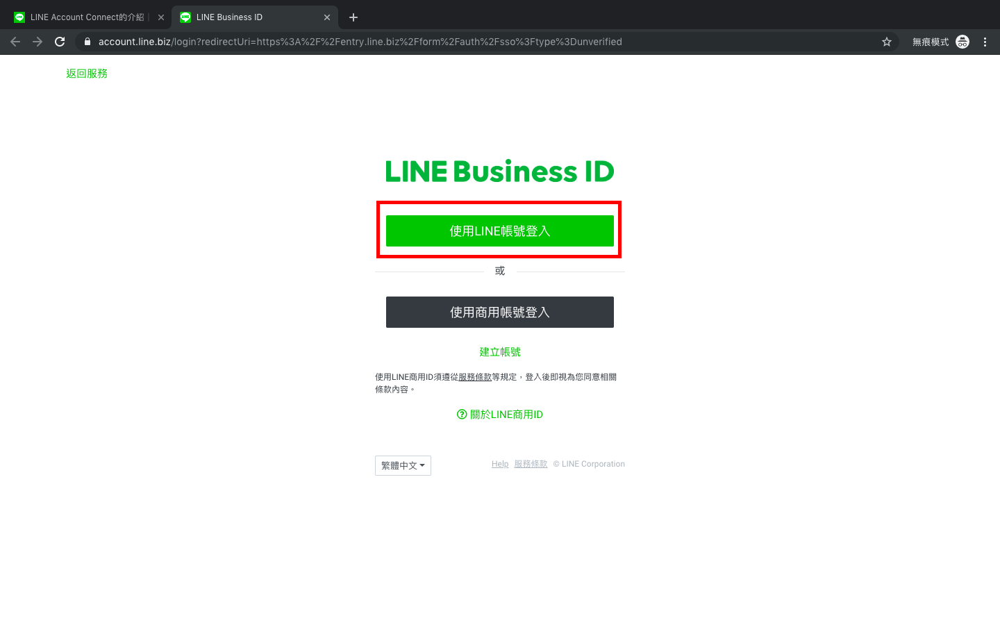 LINE Account Connect的介紹｜
LINE Business ID
account.line.biz/login?redirectUri=https%3A%2F%2Fentry.line.biz%2Fform%2Fauth%2Fsso%3Ftype%3Dunverified
無痕模式
返回服務
LINE Business ID
使用LINE帳號登入
或
使用商用帳號登入
建立帳號
使用LINE商用ID須遵從服務條款等規定，登入後即視為您同意相關
條款內容。
關於LINE商用ID
繁體中文
Help 服務條款 © LINE Corporation